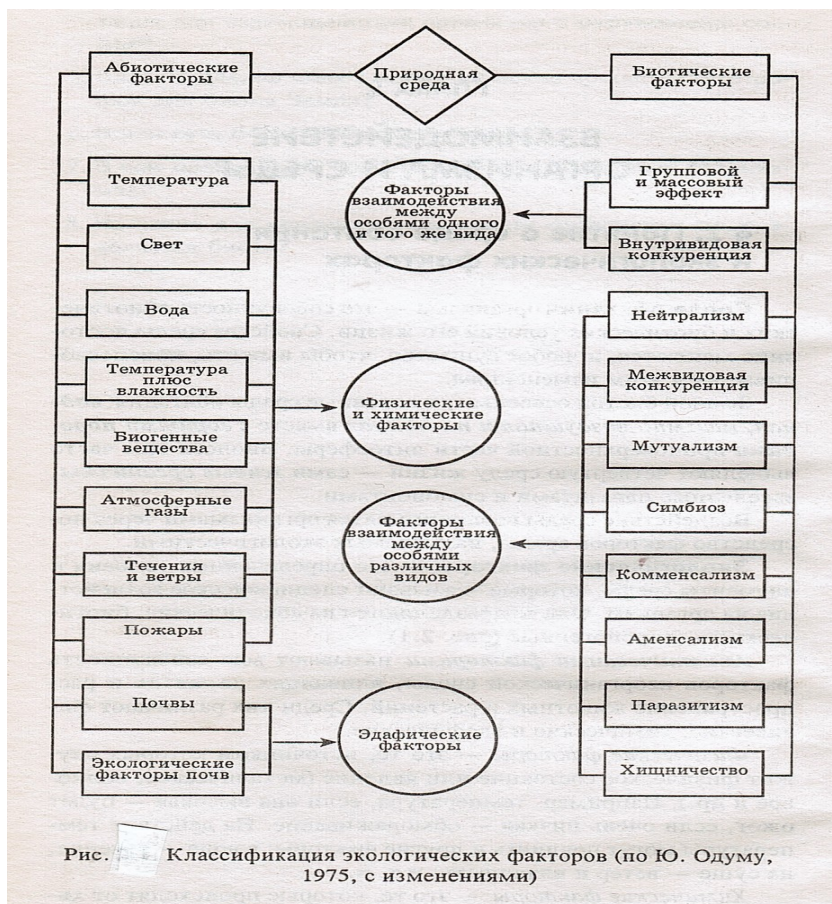 Абиотические
факторы
Природная
среда
Биотические
факторы
Температура
Свет
Вода
Температура
плюс
влажность
Биогенные
вещества
Атмосферные
газы
Течения
и ветры
Пожары
Почвы
Экологические
факторы почв
Факторы
взаимодействия
между
особями одного
и того же вида
Физические
и химические
факторы
Факторы
взаимодействия
между
особями
различных
видов
Эдафические
факторы
Групповой
и массовый
эффект
Внутривидовая
конкуренция
Нейтрализм
Межвидовая
конкуренция
Мутуализм
Симбиоз
Комменсализм
Аменсализм
Паразитизм
Хищничество
Рис. Классификация экологических факторов (по Ю. Одуму,
1975, с изменениями)